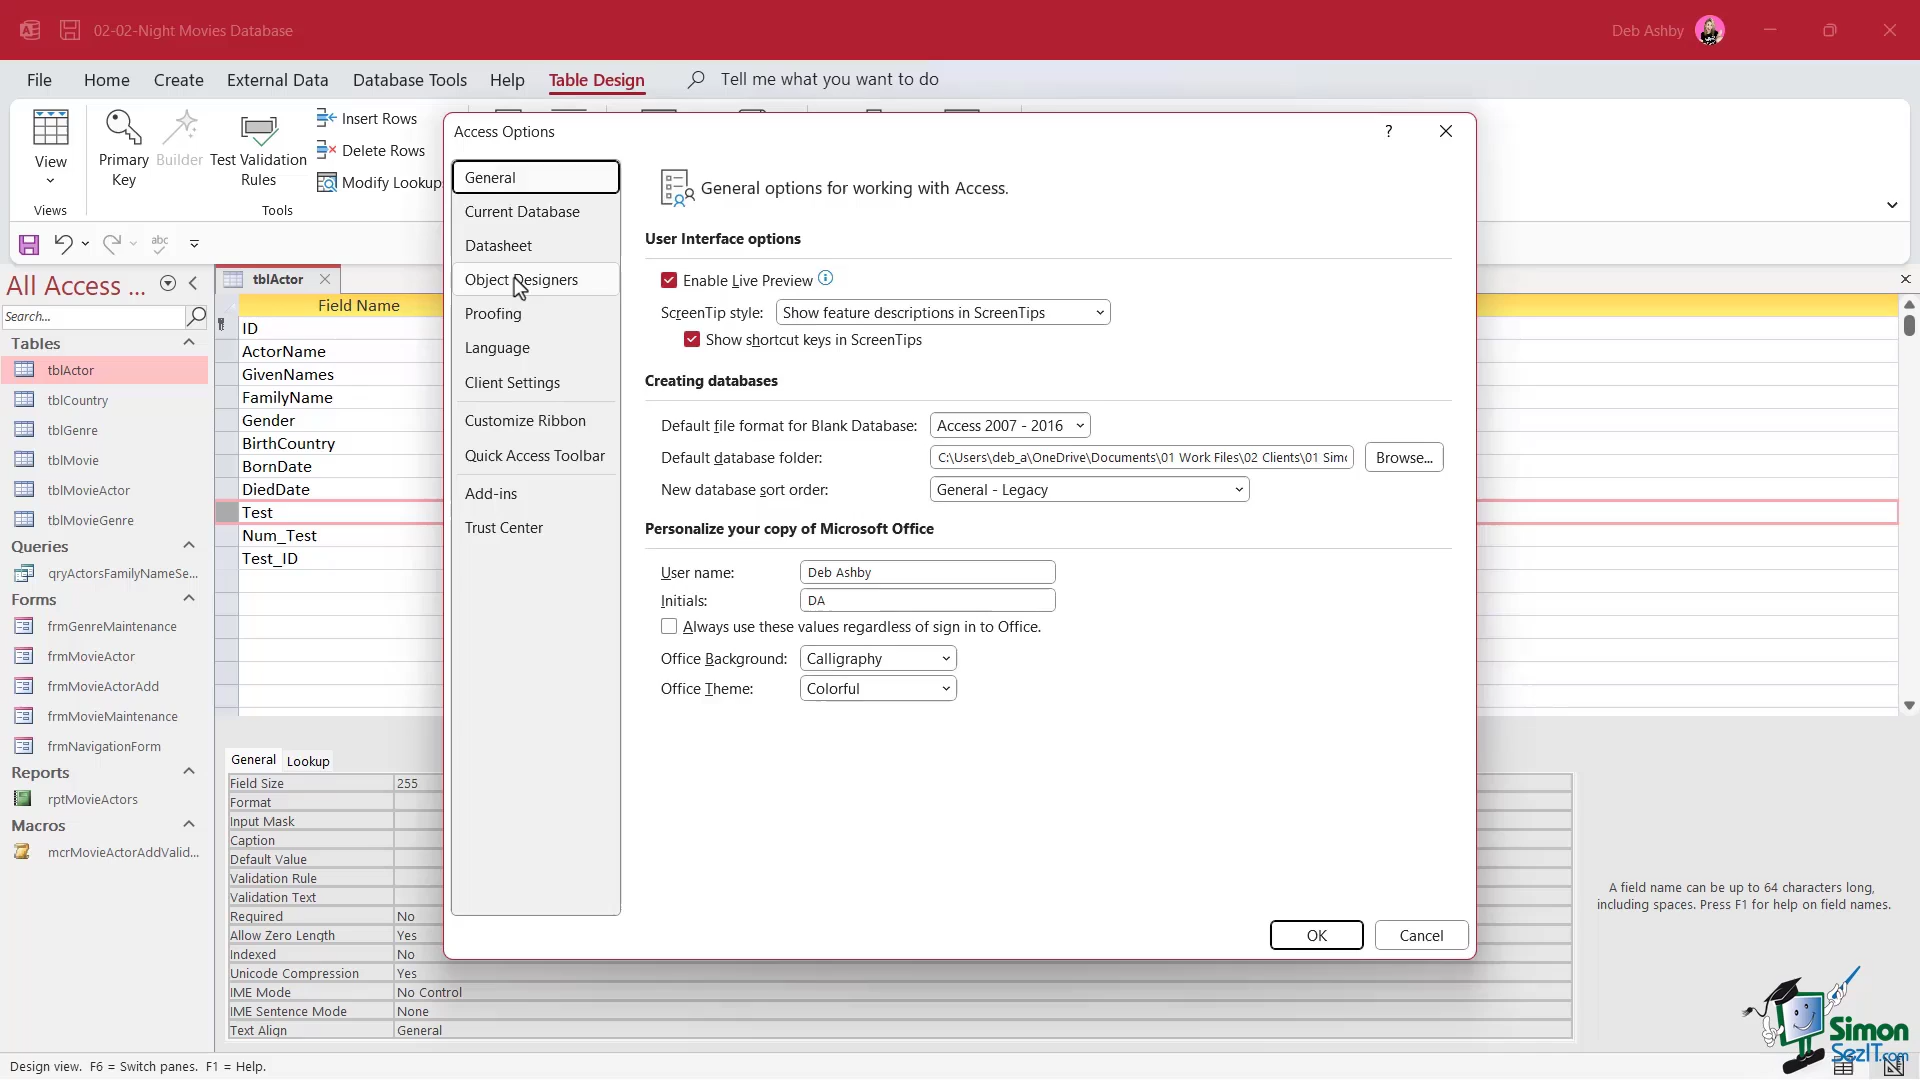 02-02-Night Movies Database
Deb Ashby
File Home Create External Data Database Tools Help Table Design Tell me what you want to do
View
Primary Key
Builder
Test Validation Rules
Insert Rows
Delete Rows
Modify Lookup
Views
Tools
abc
All Access ...
Search...
Tables
tblActor
tblCountry
tblGenre
tblMovie
tblMovieActor
tblMovieGenre
Queries
qryActorsFamilyNameSe...
Forms
frmGenreMaintenance
frmMovieActor
frmMovieActorAdd
frmMovieMaintenance
frmNavigationForm
Reports
rptMovieActors
Macros
mcrMovieActorAddValid...
tblActor
Field Name
ID
ActorName
GivenNames
FamilyName
Gender
BirthCountry
BornDate
DiedDate
Test
Num_Test
Test_ID
General Lookup
Field Size 255
Format
Input Mask
Caption
Default Value
Validation Rule
Validation Text
Required No
Allow Zero Length Yes
Indexed No
Unicode Compression Yes
IME Mode No Control
IME Sentence Mode None
Text Align General
Access Options
?
General
Current Database
Datasheet
Object Designers
Proofing
Language
Client Settings
Customize Ribbon
Quick Access Toolbar
Add-ins
Trust Center
General options for working with Access.
User Interface options
Enable Live Preview
ScreenTip style: Show feature descriptions in ScreenTips
Show shortcut keys in ScreenTips
Creating databases
Default file format for Blank Database: Access 2007 - 2016
Default database folder: C:\Users\deb_a\OneDrive\Documents\01 Work Files\02 Clients\01 Sim Browse...
New database sort order: General - Legacy
Personalize your copy of Microsoft Office
User name: Deb Ashby
Initials: DA
Always use these values regardless of sign in to Office.
Office Background: Calligraphy
Office Theme: Colorful
OK Cancel
A field name can be up to 64 characters long,
including spaces. Press F1 for help on field names.
Simon
SezIT.com
Design view. F6 = Switch panes. F1 = Help.